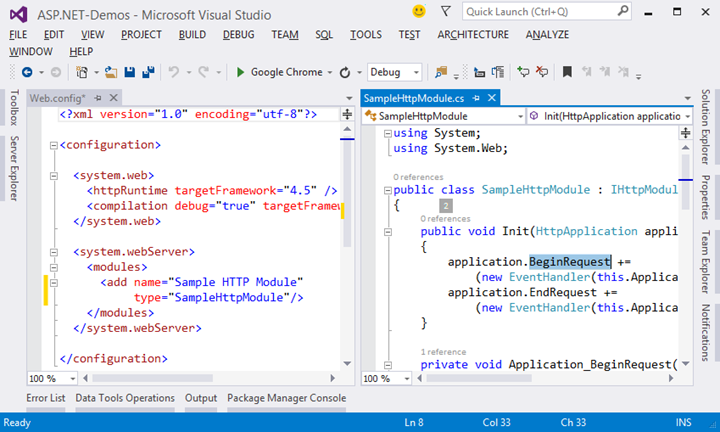 ASP.NET-Demos - Microsoft Visual Studio
Quick Launch (Ctrl+Q)
FILE EDIT VIEW PROJECT BUILD DEBUG TEAM SQL TOOLS TEST ARCHITECTURE ANALYZE
WINDOW HELP
Google Chrome Debug
Toolbox
Server Explorer
Web.config*
<?xml version="1.0" encoding="utf-8"?>
<configuration>
<system.web>
<httpRuntime targetFramework="4.5" />
<compilation debug="true" targetFramew
</system.web>
<system.webServer>
<modules>
<add name="Sample HTTP Module"
type="SampleHttpModule"/>
</modules>
</system.webServer>
</configuration>
100 %
SampleHttpModule.cs
SampleHttpModule Init(HttpApplication applicatio
using System;
using System.Web;
0 references
public class SampleHttpModule : IHttpModul
{
2
0 references
public void Init(HttpApplication appli
{
application.BeginRequest +=
(new EventHandler(this.Applica
application.EndRequest +=
(new EventHandler(this.Applica
}
1 reference
private void Application_BeginRequest(
100 %
Solution Explorer
Properties
Team Explorer
Notifications
Error List Data Tools Operations Output Package Manager Console
Ready Ln 8 Col 33 Ch 33 INS